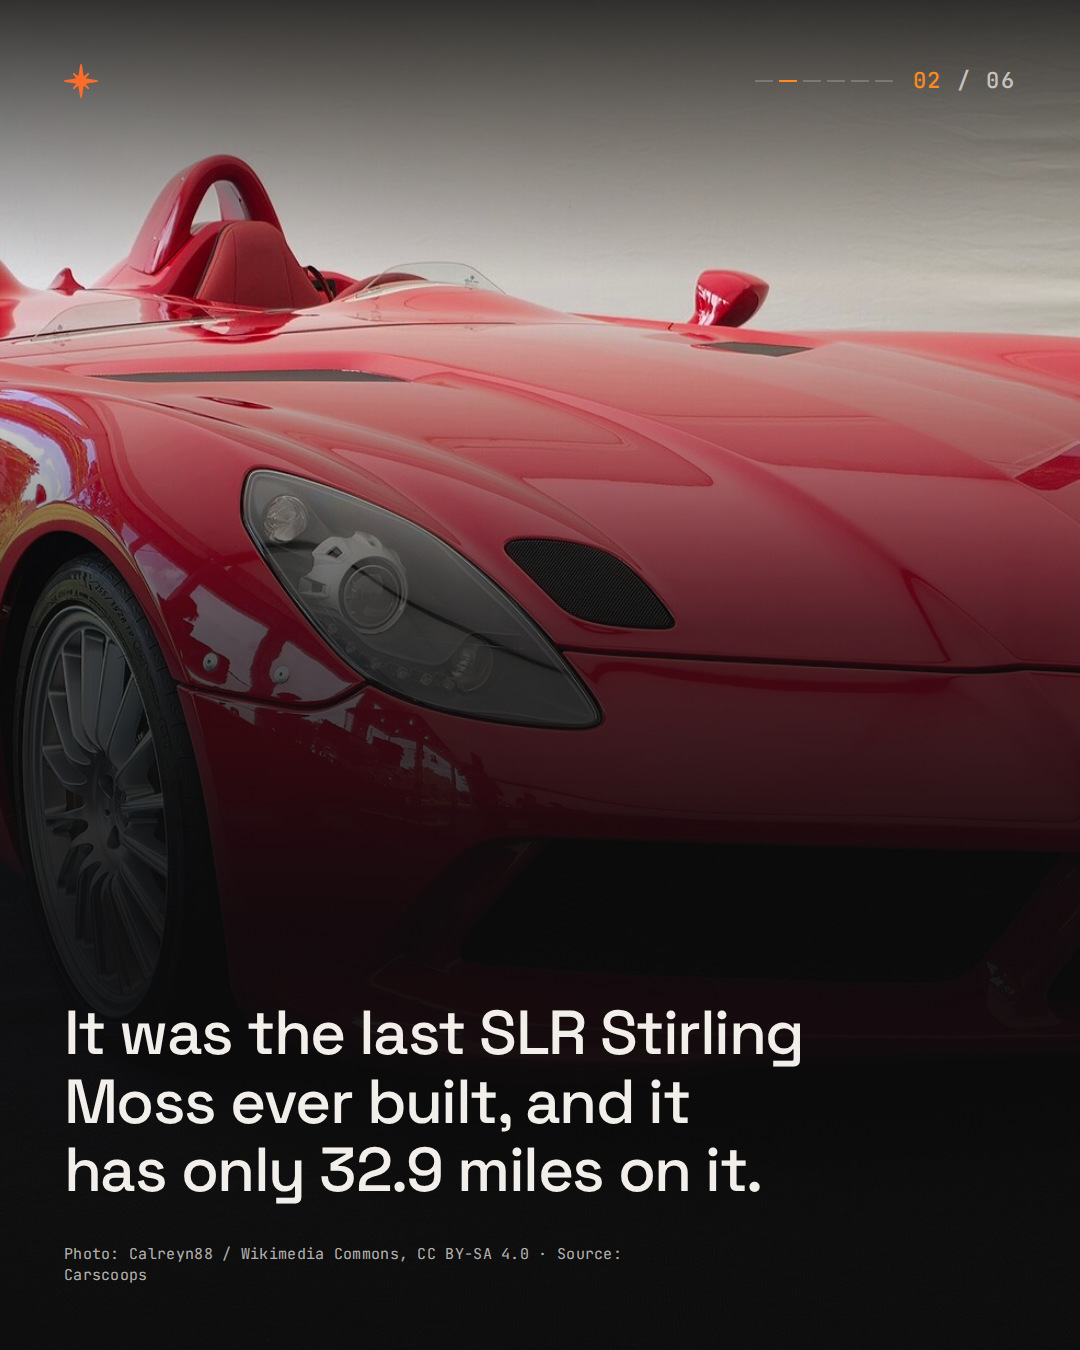 02 / 06
It was the last SLR Stirling
Moss ever built, and it
has only 32.9 miles on it.
Photo: Calreyn88 / Wikimedia Commons, CC BY-SA 4.0 · Source:
Carscoops